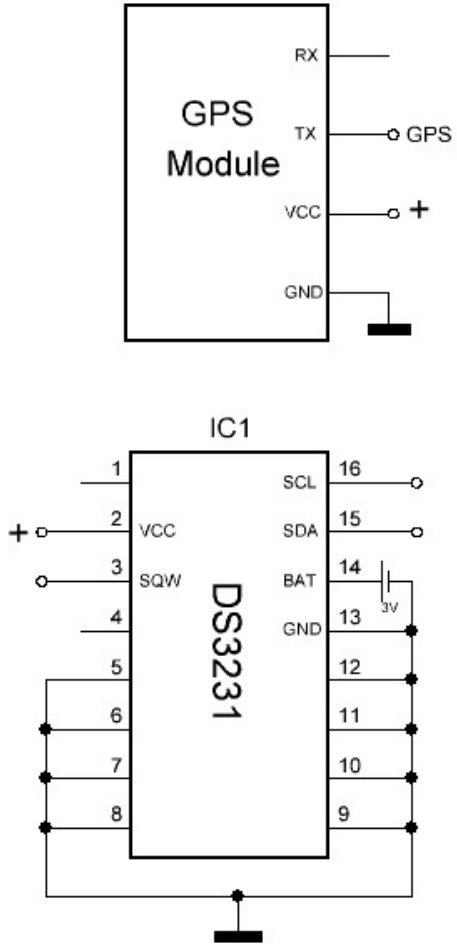 RX
GPS
Module
TX
GPS
VCC
+
GND
IC1
1
SCL
16
+
2
VCC
SDA
15
3
SQW
BAT
14
3V
4
GND
13
DS3231
5
12
6
11
7
10
8
9